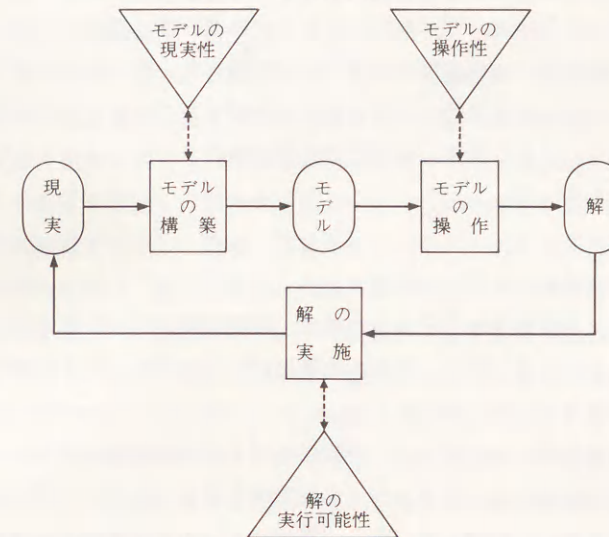 モデルの
現実性
モデルの
操作性
現
実
モデル
の
構築
モデル
モデル
の
操作
解
解の
実施
解の
実行可能性